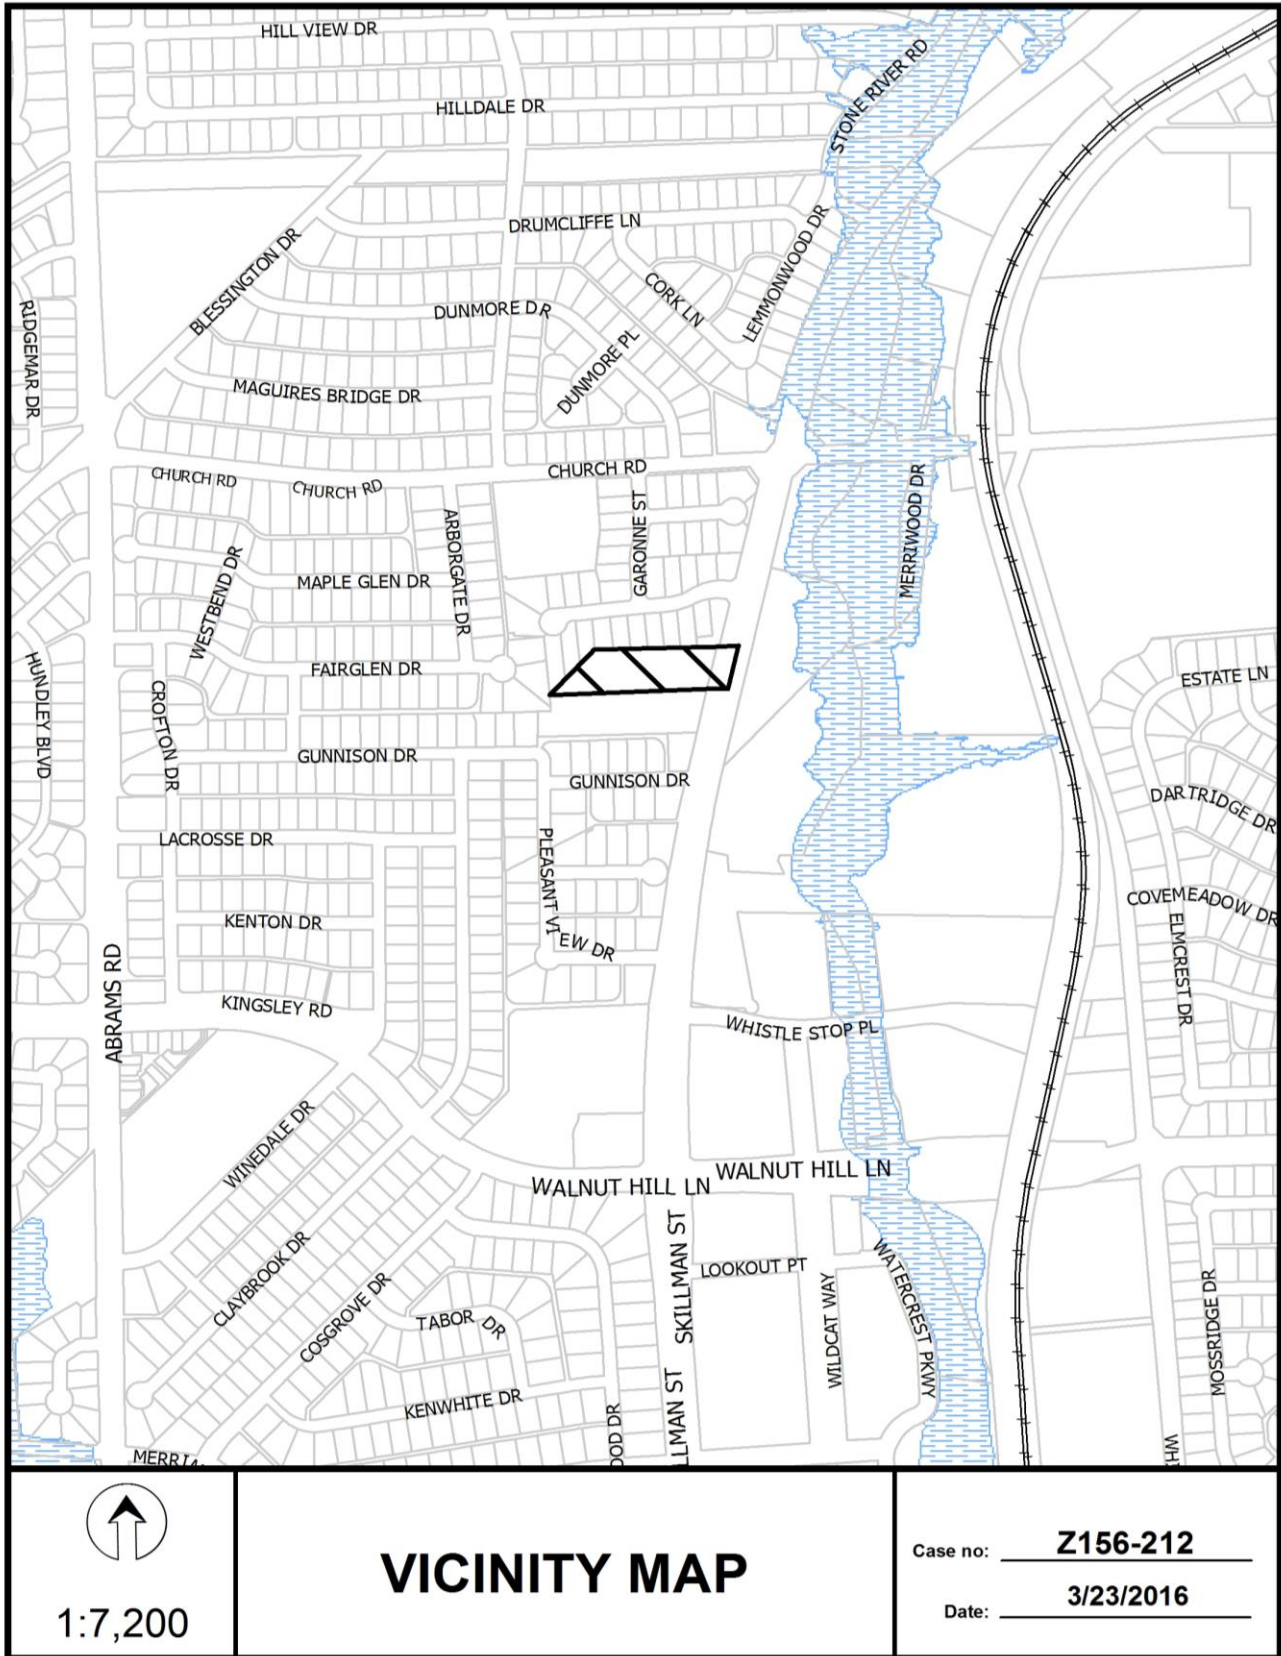 HILL VIEW DR
HILLDALE DR
STONE RIVER RD
DRUMCLIFFE LN
BLESSINGTON DR
LEMMONWOOD DR
CORK LN
RIDGEMAR DR
DUNMORE DR
DUNMORE PL
MAGUIRES BRIDGE DR
CHURCH RD
CHURCH RD
CHURCH RD
GARONNE ST
MERRIWOOD DR
ARBORGATE DR
WESTBEND DR
MAPLE GLEN DR
FAIRGLEN DR
HUNDLEY BLVD
CROFTON DR
ESTATE LN
GUNNISON DR
GUNNISON DR
DARTRIDGE DR
LACROSSE DR
PLEASANT VIEW DR
COVEMEADOW DR
KENTON DR
ELMCREST DR
ABRAMS RD
KINGSLEY RD
WHISTLE STOP PL
WINEDALE DR
WALNUT HILL LN
WALNUT HILL LN
SKILLMAN ST
CLAYBROOK DR
COSGROVE DR
LOOKOUT PT
WATERCREST PKWY
WILDCAT WAY
MOSSRIDGE DR
TABOR DR
KENWHITE DR
OOD DR
LLMAN ST
MERRI
WH
1:7,200
VICINITY MAP
Case no: Z156-212
Date: 3/23/2016